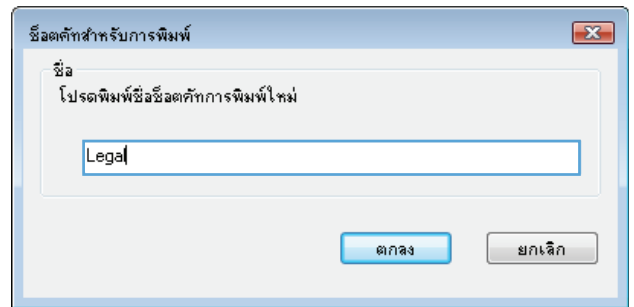 ช็อตคัทสำหรับการพิมพ์
ชื่อ
โปรดพิมพ์ชื่อช็อตคัทการพิมพ์ใหม่
Legal
ตกลง
ยกเลิก